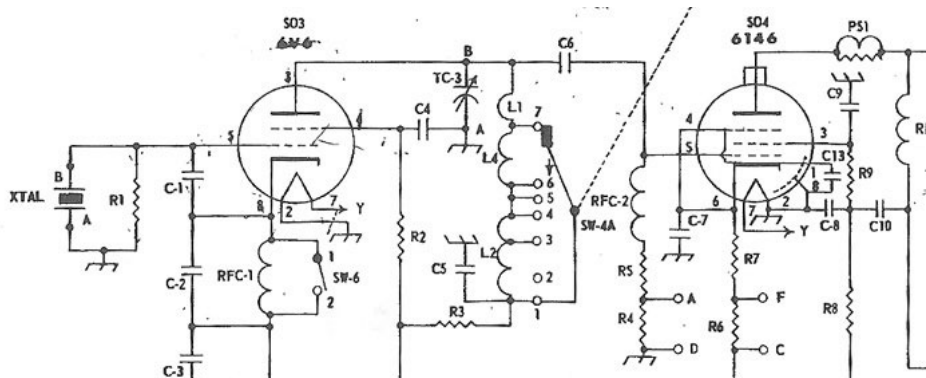 SO3
6V6
SO4
6146
PS1
B
C6
3
TC-3
L1
7
C9
C4
4
A
L4
4
3
5
5
C13
R9
B
XTAL
A
R1
C-1
6
5
4
SW-4A
RFC-2
1
8
8
2
7
Y
6
7
2
C-8
C10
R2
C-7
Y
C-2
RFC-1
1
SW-6
2
C5
L2
3
2
1
R5
R7
A
F
R3
R4
R6
R8
D
C
C-3